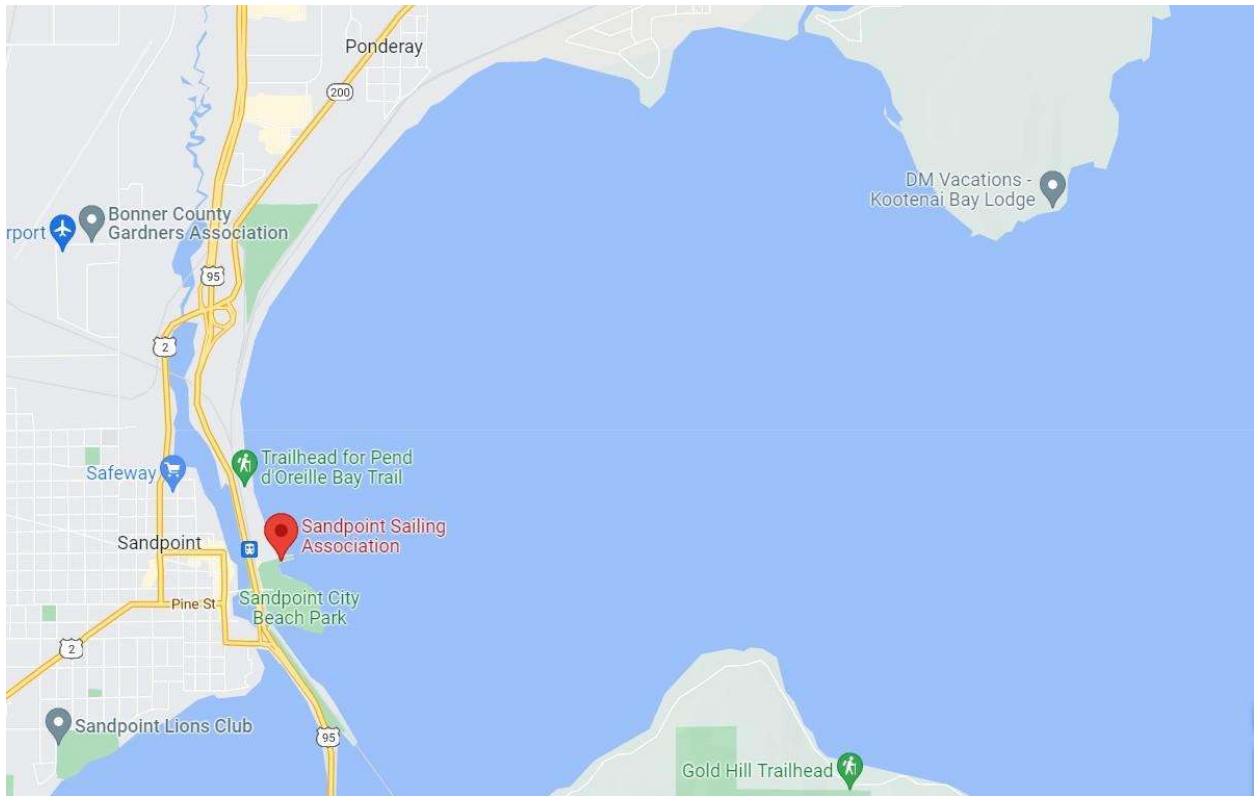 Ponderay
200
DM Vacations -
Kootenai Bay Lodge
Bonner County
Gardners Association
rport
95
2
Trailhead for Pend
d'Oreille Bay Trail
Safeway
Sandpoint Sailing
Association
Sandpoint
Sandpoint City
Beach Park
Pine St
2
Sandpoint Lions Club
95
Gold Hill Trailhead